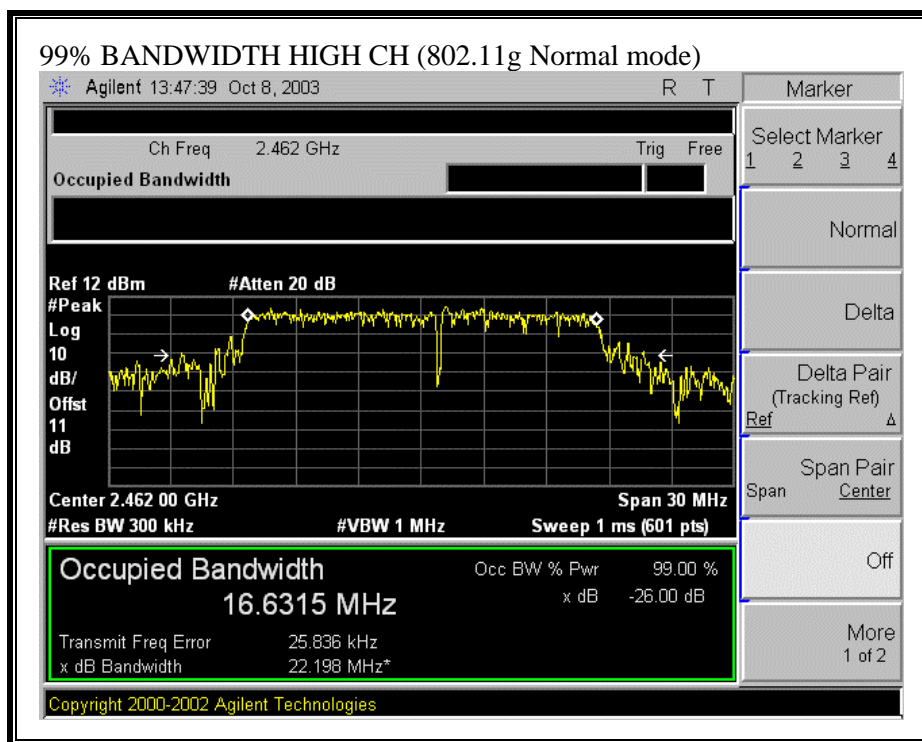 99% BANDWIDTH HIGH CH (802.11g Normal mode)
Agilent 13:47:39 Oct 8, 2003 R T
Marker
Ch Freq 2.462 GHz Trig Free
Occupied Bandwidth
Select Marker
1 2 3 4
Normal
Ref 12 dBm #Atten 20 dB
#Peak
Log
10
dB/
Offst
11
dB
Delta
Delta Pair
(Tracking Ref)
Ref Δ
Span Pair
Span Center
Center 2.462 00 GHz Span 30 MHz
#Res BW 300 kHz #VBW 1 MHz Sweep 1 ms (601 pts)
Off
Occupied Bandwidth Occ BW % Pwr 99.00 %
16.6315 MHz x dB -26.00 dB
Transmit Freq Error 25.836 kHz
x dB Bandwidth 22.198 MHz*
More
1 of 2
Copyright 2000-2002 Agilent Technologies